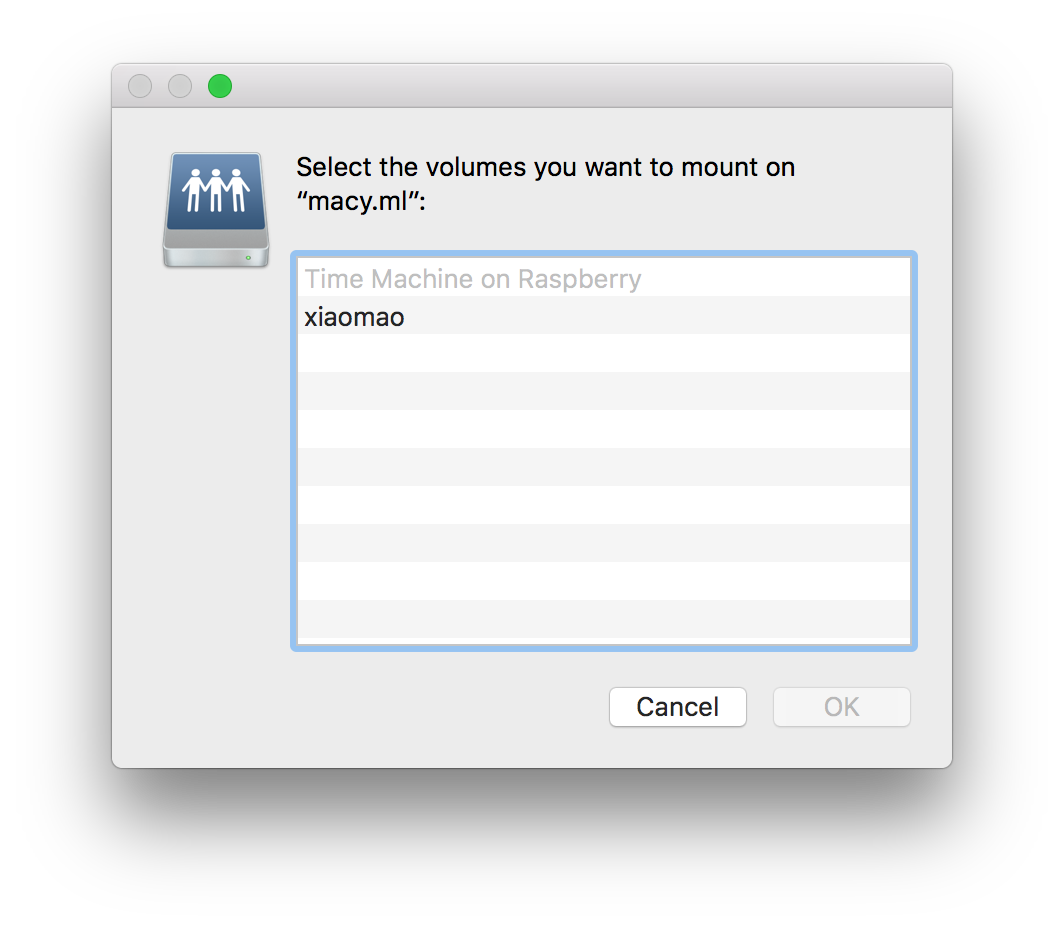 Select the volumes you want to mount on
“macy.ml”:
Time Machine on Raspberry
xiaomao
Cancel
OK